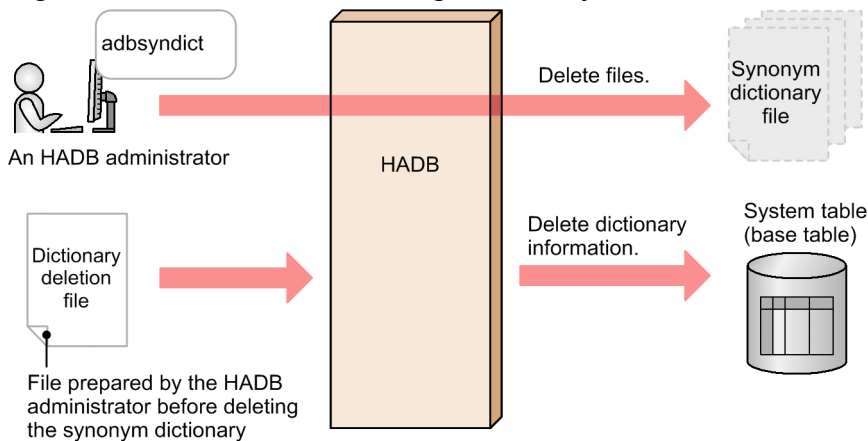 adbsyndict
An HADB administrator
HADB
Delete files.
Synonym
dictionary
file
Dictionary
deletion
file
Delete dictionary
information.
System table
(base table)
File prepared by the HADB
administrator before deleting
the synonym dictionary